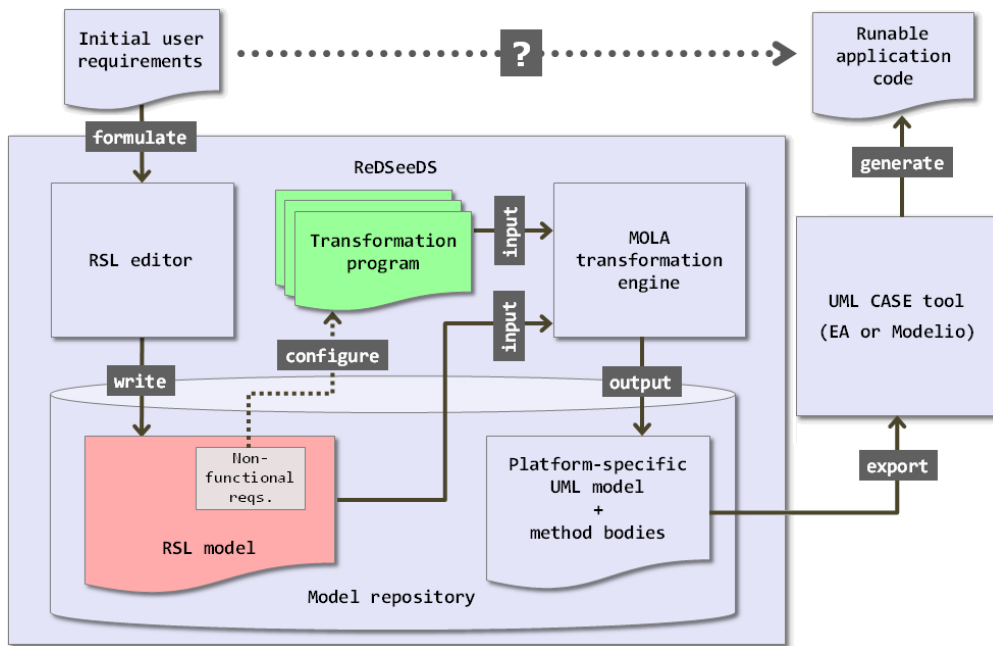 Initial user
requirements
?
Runable
application
code
formulate
generate
ReDSeeDS
RSL editor
Transformation
program
input
MOLA
transformation
engine
input
UML CASE tool
(EA or Modelio)
configure
write
output
Non-
functional
reqs.
RSL model
Platform-specific
UML model
+
method bodies
export
Model repository